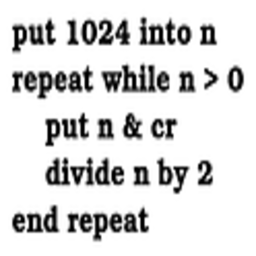 put 1024 into n
repeat while n > 0
put n & cr
divide n by 2
end repeat